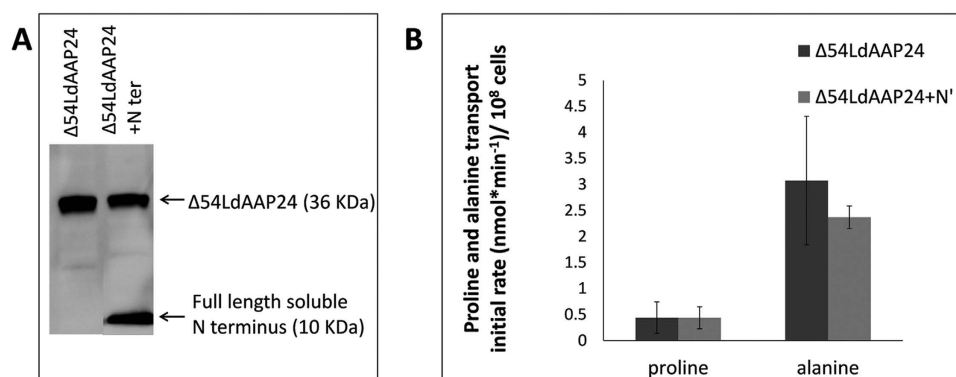 A
Δ54LdAAP24
Δ54LdAAP24
+N ter
Δ54LdAAP24 (36 KDa)
Full length soluble
N terminus (10 KDa)
B
Proline and alanine transport
initial rate (nmol*min⁻¹)/ 10⁸ cells
5
4.5
4
3.5
3
2.5
2
1.5
1
0.5
0
proline
alanine
Δ54LdAAP24
Δ54LdAAP24+N'